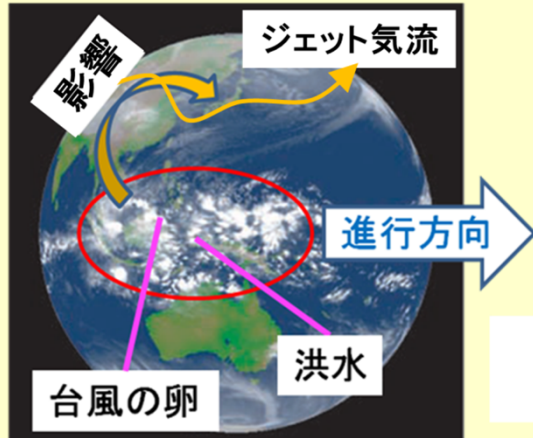 影響
ジェット気流
進行方向
洪水
台風の卵